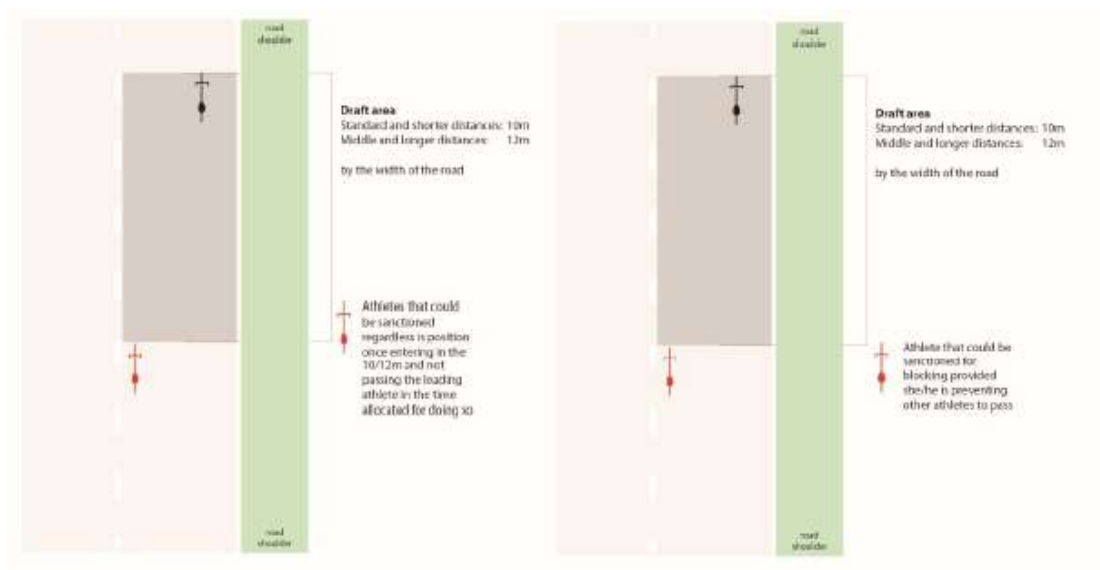 road
shoulder
Draft area
Standard and shorter distances: 10m
Middle and longer distances: 12m
by the width of the road
Athletes that could
be sanctioned
regardless is position
once entering in the
10/12m and not
passing the leading
athlete in the time
allocated for doing so
road
shoulder
road
shoulder
Draft area
Standard and shorter distances: 10m
Middle and longer distances: 12m
by the width of the road
Athlete that could be
sanctioned for
blocking provided
she/he is preventing
other athletes to pass
road
shoulder